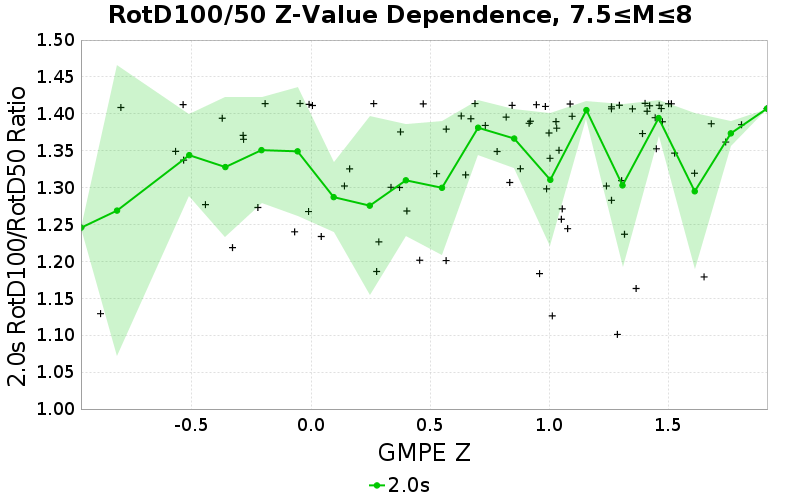 RotD100/50 Z-Value Dependence, 7.5≤M≤8
2.0s RotD100/RotD50 Ratio
1.50
1.45
1.40
1.35
1.30
1.25
1.20
1.15
1.10
1.05
1.00
-0.5 0.0 0.5 1.0 1.5
GMPE Z
2.0s